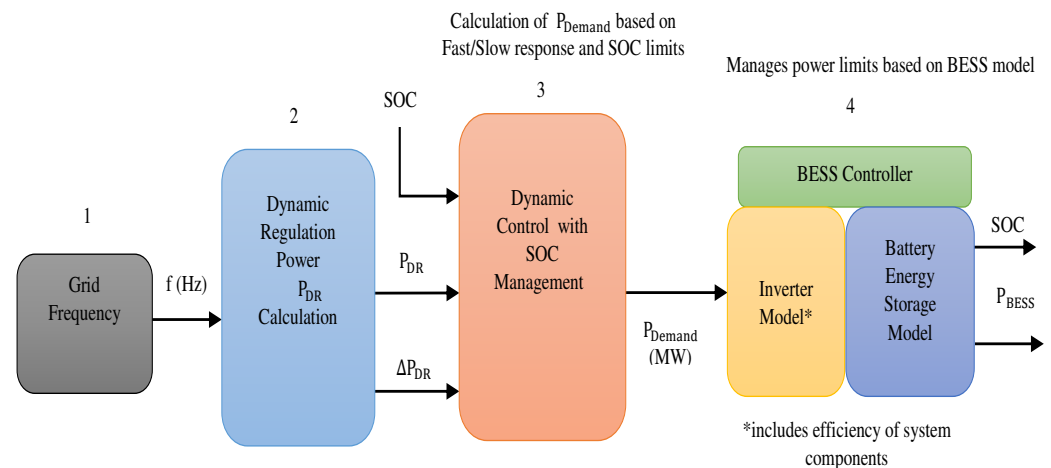 Calculation of P_Demand based on
Fast/Slow response and SOC limits
Manages power limits based on BESS model
1
2
3
4
SOC
Grid
Frequency
f (Hz)
Dynamic
Regulation
Power
P_DR
Calculation
P_DR
ΔP_DR
Dynamic
Control with
SOC
Management
P_Demand
(MW)
BESS Controller
Inverter
Model*
Battery
Energy
Storage
Model
SOC
P_BESS
*includes efficiency of system
components